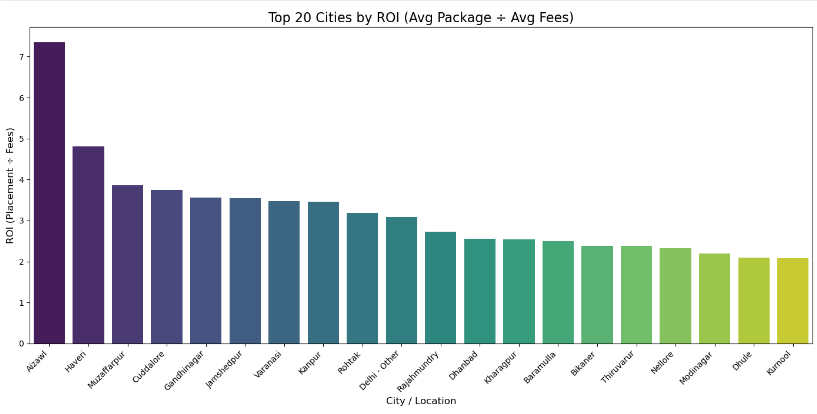 Top 20 Cities by ROI (Avg Package ÷ Avg Fees)
ROI (Placement ÷ Fees)
7
6
5
4
3
2
1
0
Aizawl
Haveri
Muzaffarpur
Cuddalore
Gandhinagar
Jamshedpur
Varanasi
Kanpur
Rohtak
Delhi - Other
Rajahmundry
Dhanbad
Kharagpur
Baramulla
Bikaner
Thiruvarur
Nellore
Modinagar
Dhule
Kurnool
City / Location